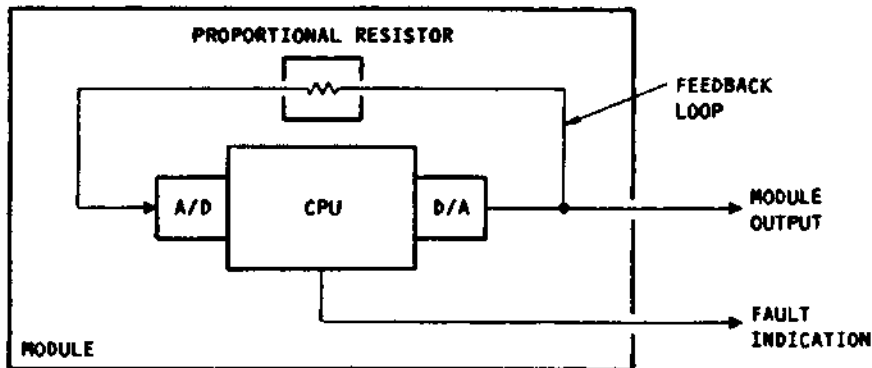 PROPORTIONAL RESISTOR
FEEDBACK
LOOP
A/D
CPU
D/A
MODULE
OUTPUT
FAULT
INDICATION
MODULE